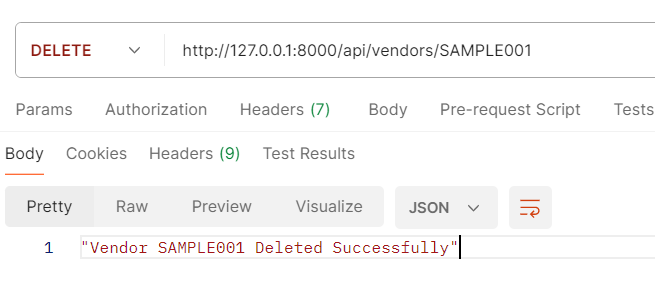 DELETE http://127.0.0.1:8000/api/vendors/SAMPLE001
Params Authorization Headers (7) Body Pre-request Script Tests
Body Cookies Headers (9) Test Results
Pretty Raw Preview Visualize JSON
1 "Vendor SAMPLE001 Deleted Successfully"